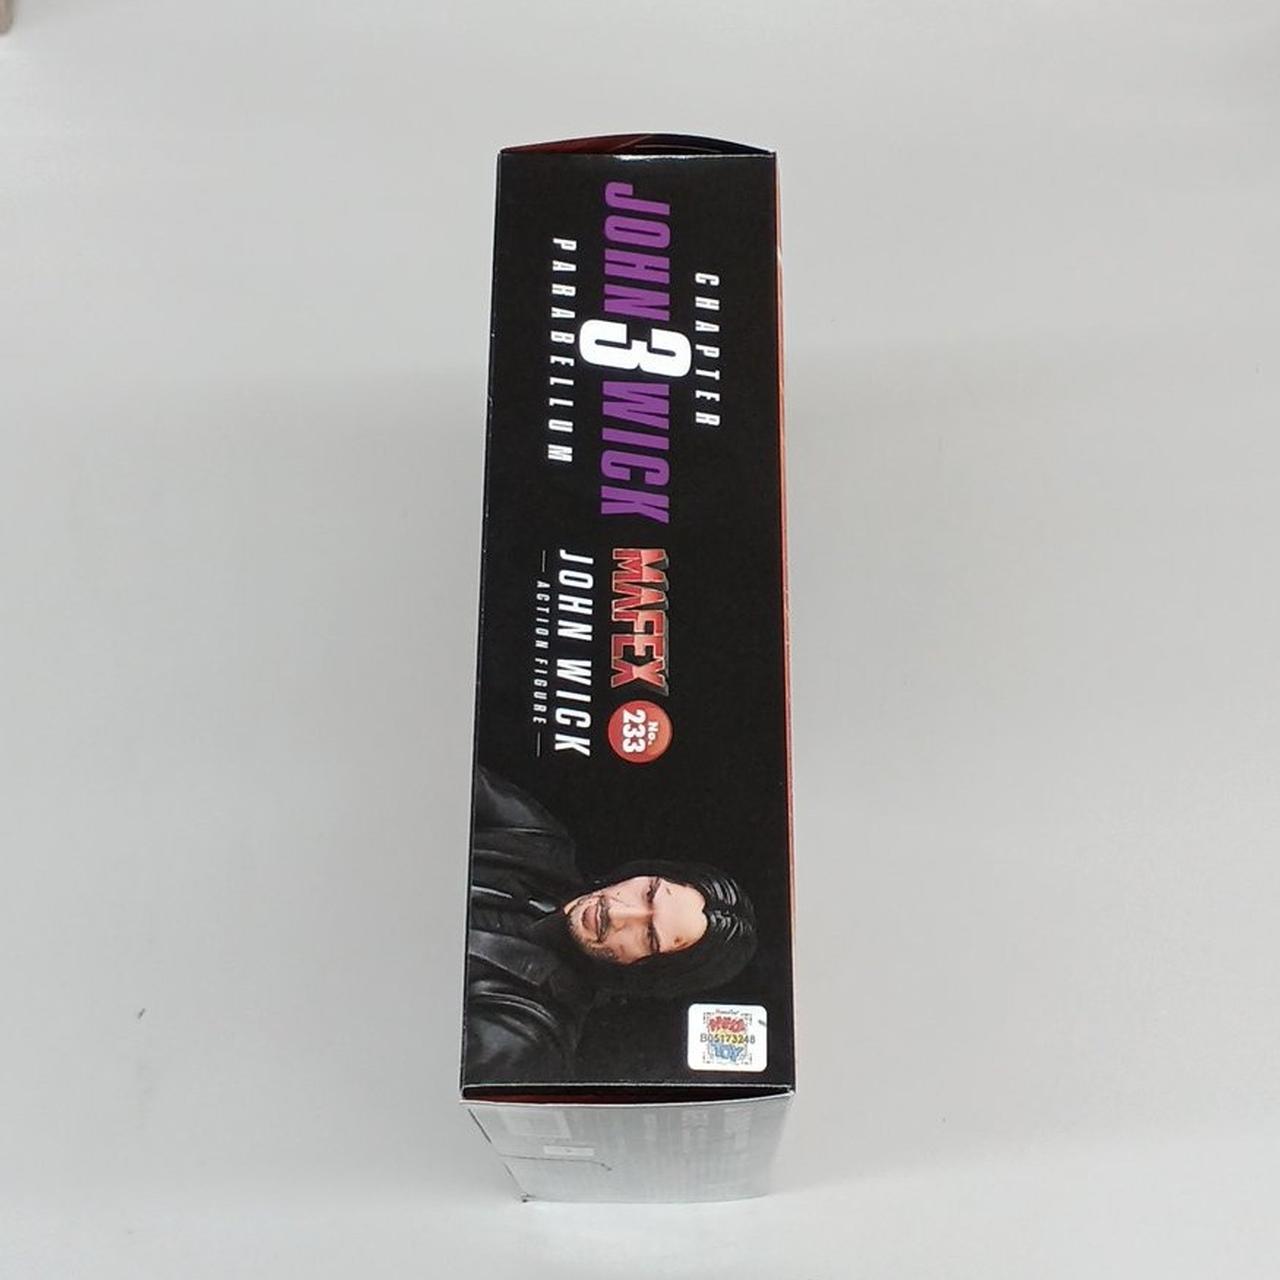 CHAPTER
JOHN 3 WICK
PARABELLUM
MAFEX No. 233
JOHN WICK
ACTION FIGURE
B05173248